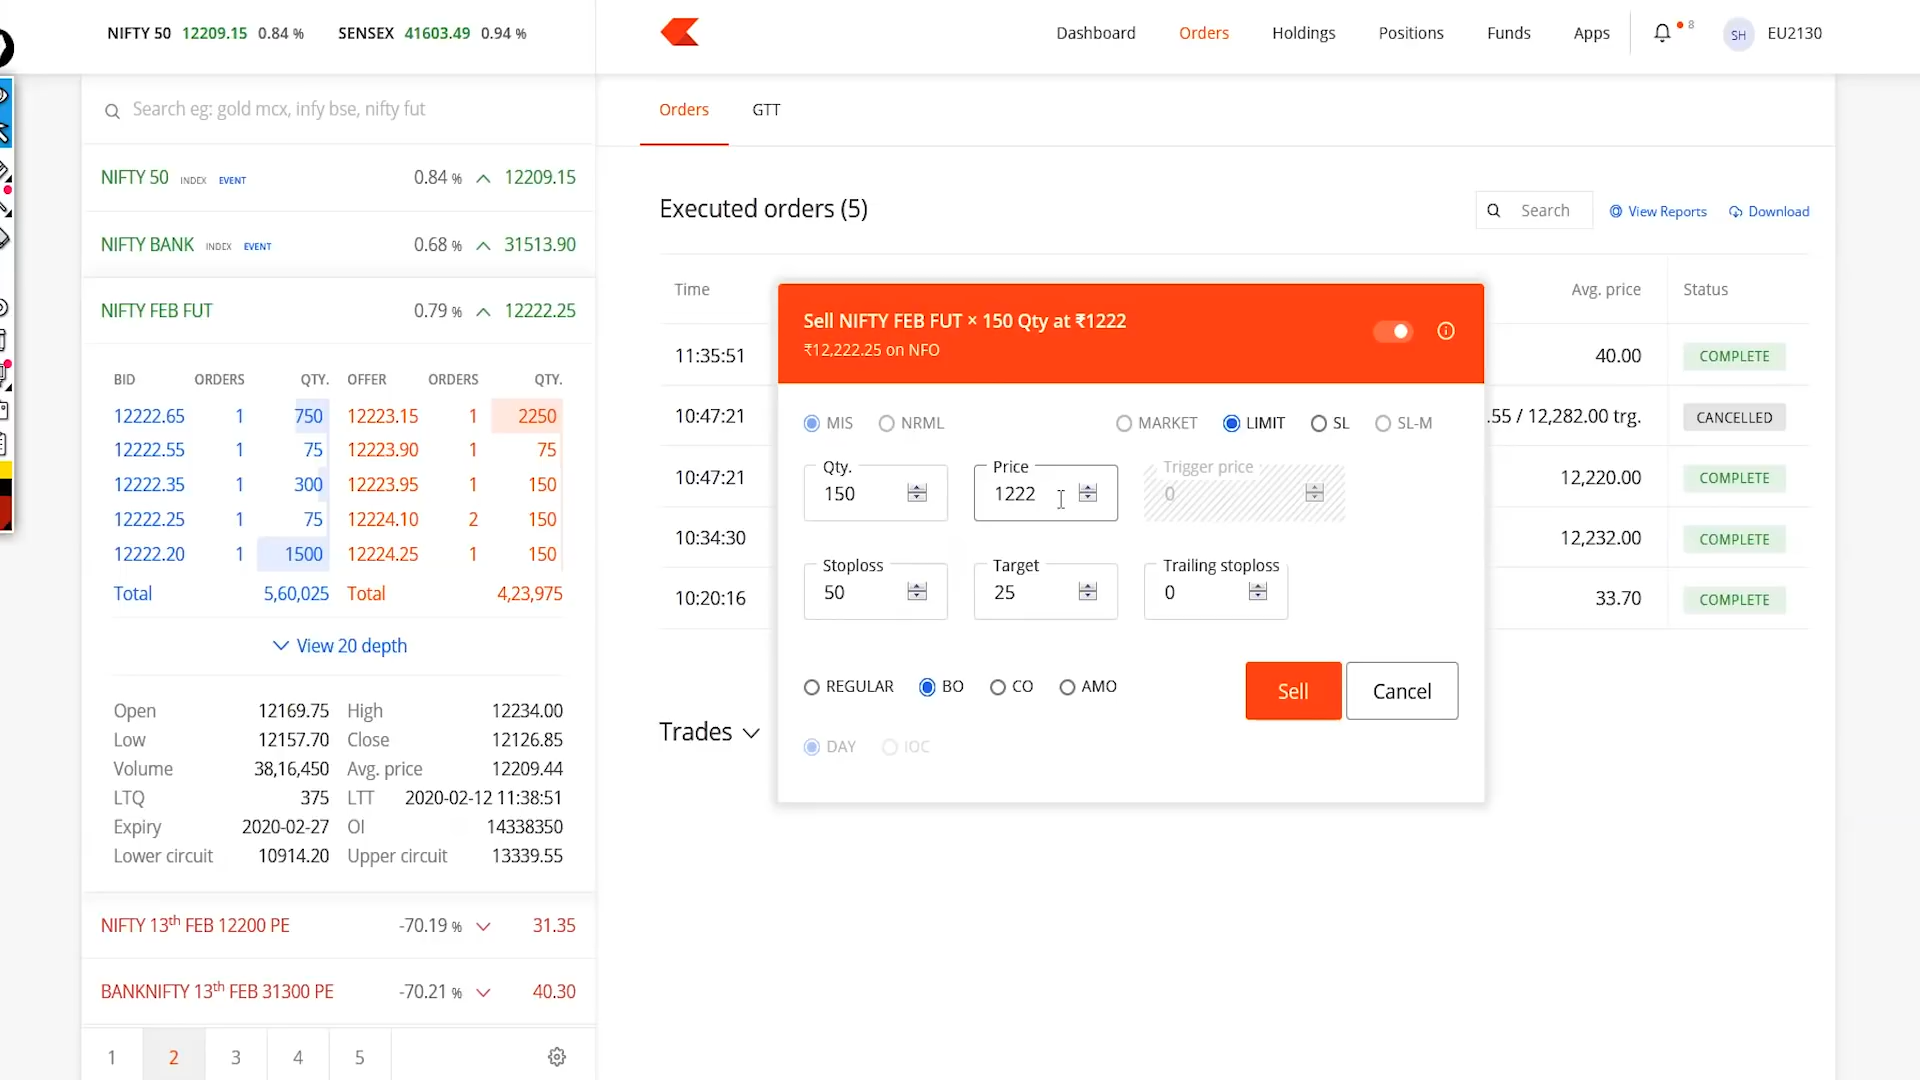 NIFTY 50 12209.15 0.84 % SENSEX 41603.49 0.94 %
Dashboard Orders Holdings Positions Funds Apps 8 SH EU2130
Search eg: gold mcx, infy bse, nifty fut
NIFTY 50 INDEX EVENT 0.84 % 12209.15
NIFTY BANK INDEX EVENT 0.68 % 31513.90
NIFTY FEB FUT 0.79 % 12222.25
BID ORDERS QTY. OFFER ORDERS QTY.
12222.65 1 750 12223.15 1 2250
12222.55 1 75 12223.90 1 75
12222.35 1 300 12223.95 1 150
12222.25 1 75 12224.10 2 150
12222.20 1 1500 12224.25 1 150
Total 5,60,025 Total 4,23,975
View 20 depth
Open 12169.75 High 12234.00
Low 12157.70 Close 12126.85
Volume 38,16,450 Avg. price 12209.44
LTQ 375 LTT 2020-02-12 11:38:51
Expiry 2020-02-27 OI 14338350
Lower circuit 10914.20 Upper circuit 13339.55
NIFTY 13th FEB 12200 PE -70.19 % 31.35
BANKNIFTY 13th FEB 31300 PE -70.21 % 40.30
1 2 3 4 5
Orders GTT
Executed orders (5) Search View Reports Download
Time Avg. price Status
11:35:51 40.00 COMPLETE
10:47:21 .55 / 12,282.00 trg. CANCELLED
10:47:21 12,220.00 COMPLETE
10:34:30 12,232.00 COMPLETE
10:20:16 33.70 COMPLETE
Trades
Sell NIFTY FEB FUT × 150 Qty at ₹1222
₹12,222.25 on NFO
MIS NRML MARKET LIMIT SL SL-M
Qty. Price Trigger price
150 1222 0
Stoploss Target Trailing stoploss
50 25 0
REGULAR BO CO AMO Sell Cancel
DAY IOC